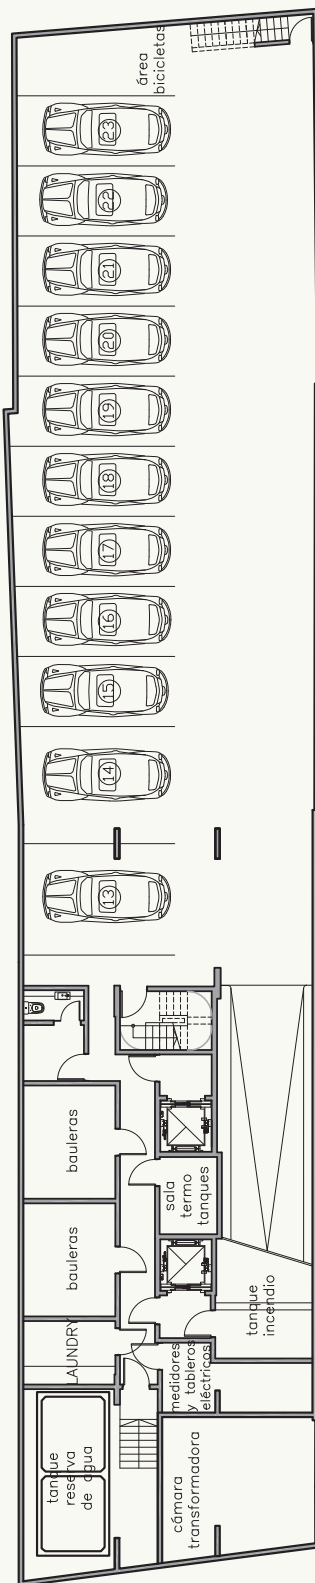 área
bicicletas
23
22
21
20
19
18
17
16
15
14
13
bauleras
sala
termo
tanques
bauleras
tanque
incendio
LAUNDRY
medidores
y tableros
eléctricos
tanque
reserva
de agua
cámara
transformadora